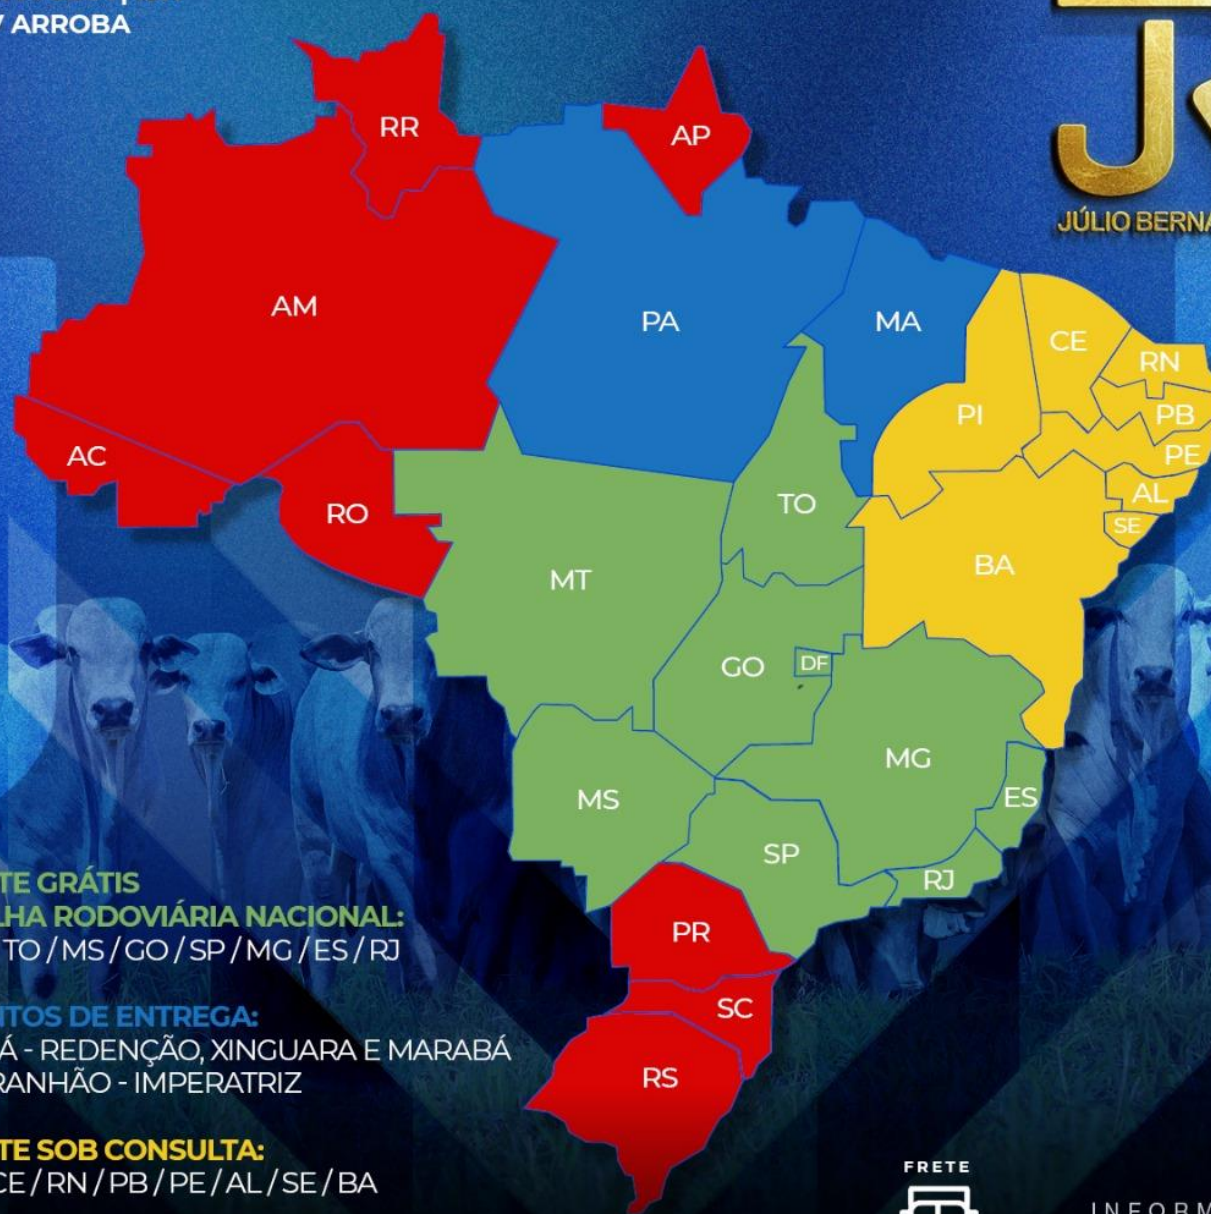 / ARROBA
J
JÚLIO BERNA
RR
AP
AM
PA
MA
CE
RN
PI
PB
PE
AC
AL
RO
TO
SE
BA
MT
GO
DF
MG
MS
ES
SP
RJ
PR
SC
RS
TE GRÁTIS
LHA RODOVIÁRIA NACIONAL:
TO / MS / GO / SP / MG / ES / RJ
TOS DE ENTREGA:
Á - REDENÇÃO, XINGUARA E MARABÁ
RANHÃO - IMPERATRIZ
TE SOB CONSULTA:
CE / RN / PB / PE / AL / SE / BA
FRETE
INFORM